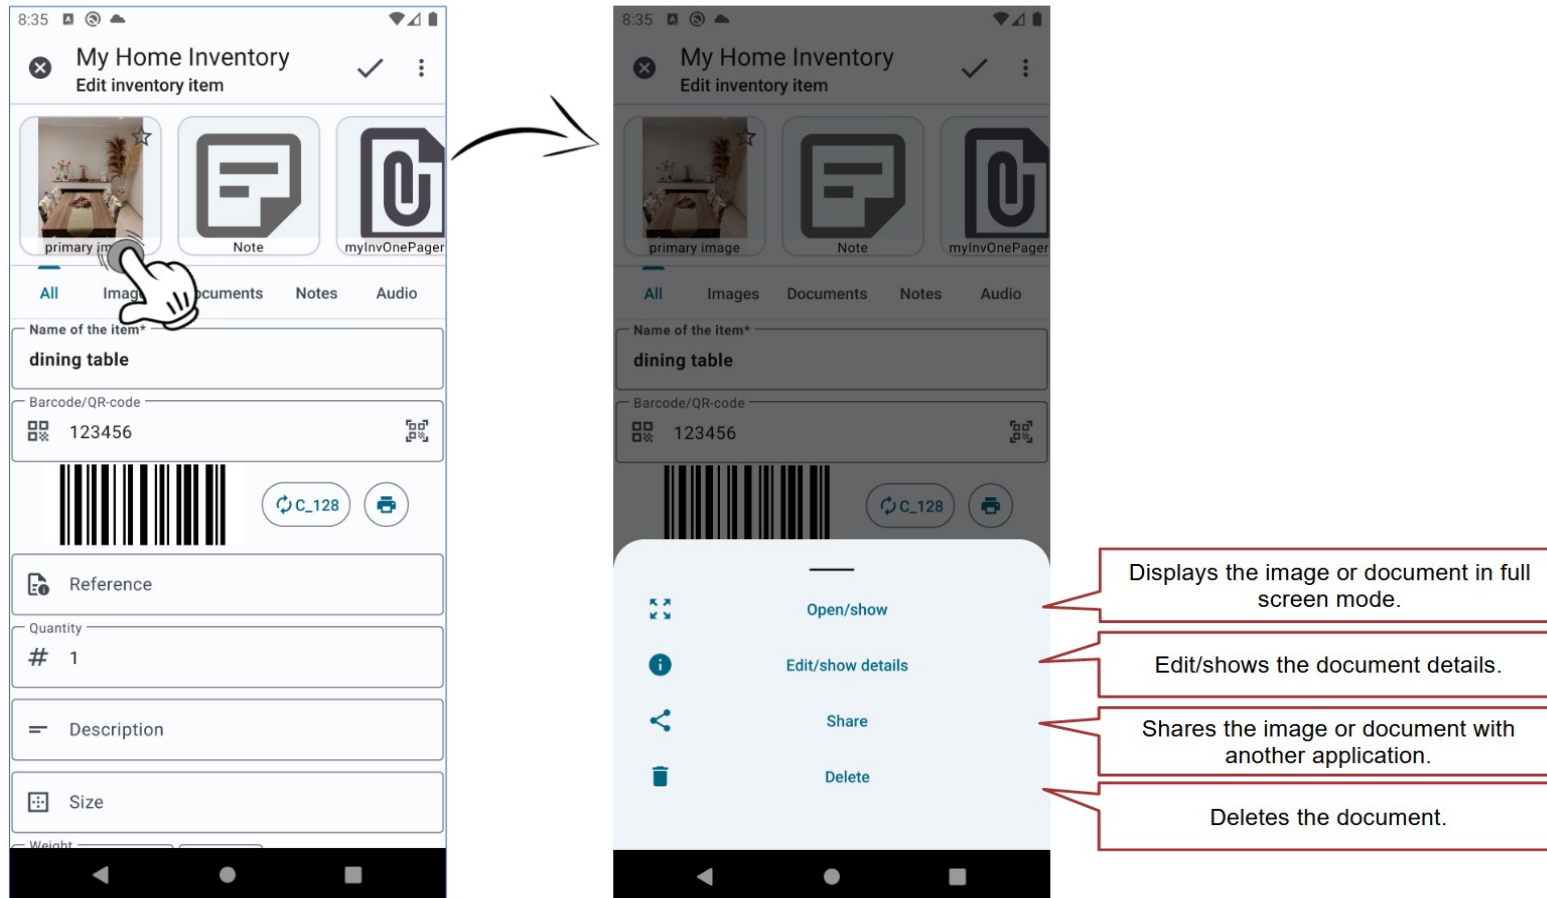 8:35
My Home Inventory
Edit inventory item
Note
myInvOnePager
All
Notes
Audio
Name of the item*
dining table
Barcode/QR-code
123456
C_128
Reference
Quantity
# 1
Description
Size
Weight
8:35
My Home Inventory
Edit inventory item
primary image
Note
myInvOnePager
All Images Documents Notes Audio
Name of the item*
dining table
Barcode/QR-code
123456
C_128
Open/show
Edit/show details
Share
Delete
Displays the image or document in full
screen mode.
Edit/shows the document details.
Shares the image or document with
another application.
Deletes the document.